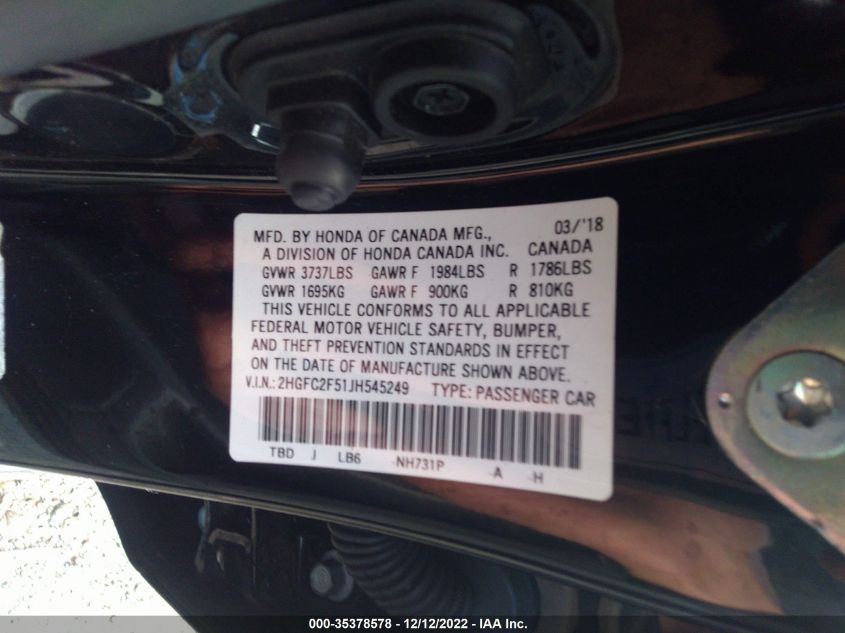 03/'18
MFD. BY HONDA OF CANADA MFG.,
A DIVISION OF HONDA CANADA INC. CANADA
GVWR 3737LBS GAWR F 1984LBS R 1786LBS
GVWR 1695KG GAWR F 900KG R 810KG
THIS VEHICLE CONFORMS TO ALL APPLICABLE
FEDERAL MOTOR VEHICLE SAFETY, BUMPER,
AND THEFT PREVENTION STANDARDS IN EFFECT
ON THE DATE OF MANUFACTURE SHOWN ABOVE.
V.I.N.: 2HGFC2F51JH545249 TYPE: PASSENGER CAR
TBD J LB6 -NH731P -A -H
000-35378578 - 12/12/2022 - IAA Inc.